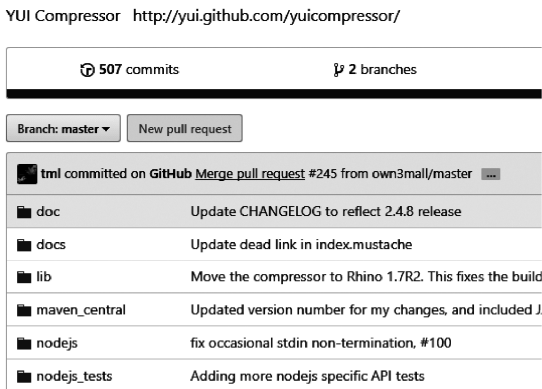 YUI Compressor http://yui.github.com/yuicompressor/
507 commits 2 branches
Branch: master New pull request
tml committed on GitHub Merge pull request #245 from own3mall/master ...
doc Update CHANGELOG to reflect 2.4.8 release
docs Update dead link in index.mustache
lib Move the compressor to Rhino 1.7R2. This fixes the build
maven_central Updated version number for my changes, and included J
nodejs fix occasional stdin non-termination, #100
nodejs_tests Adding more nodejs specific API tests